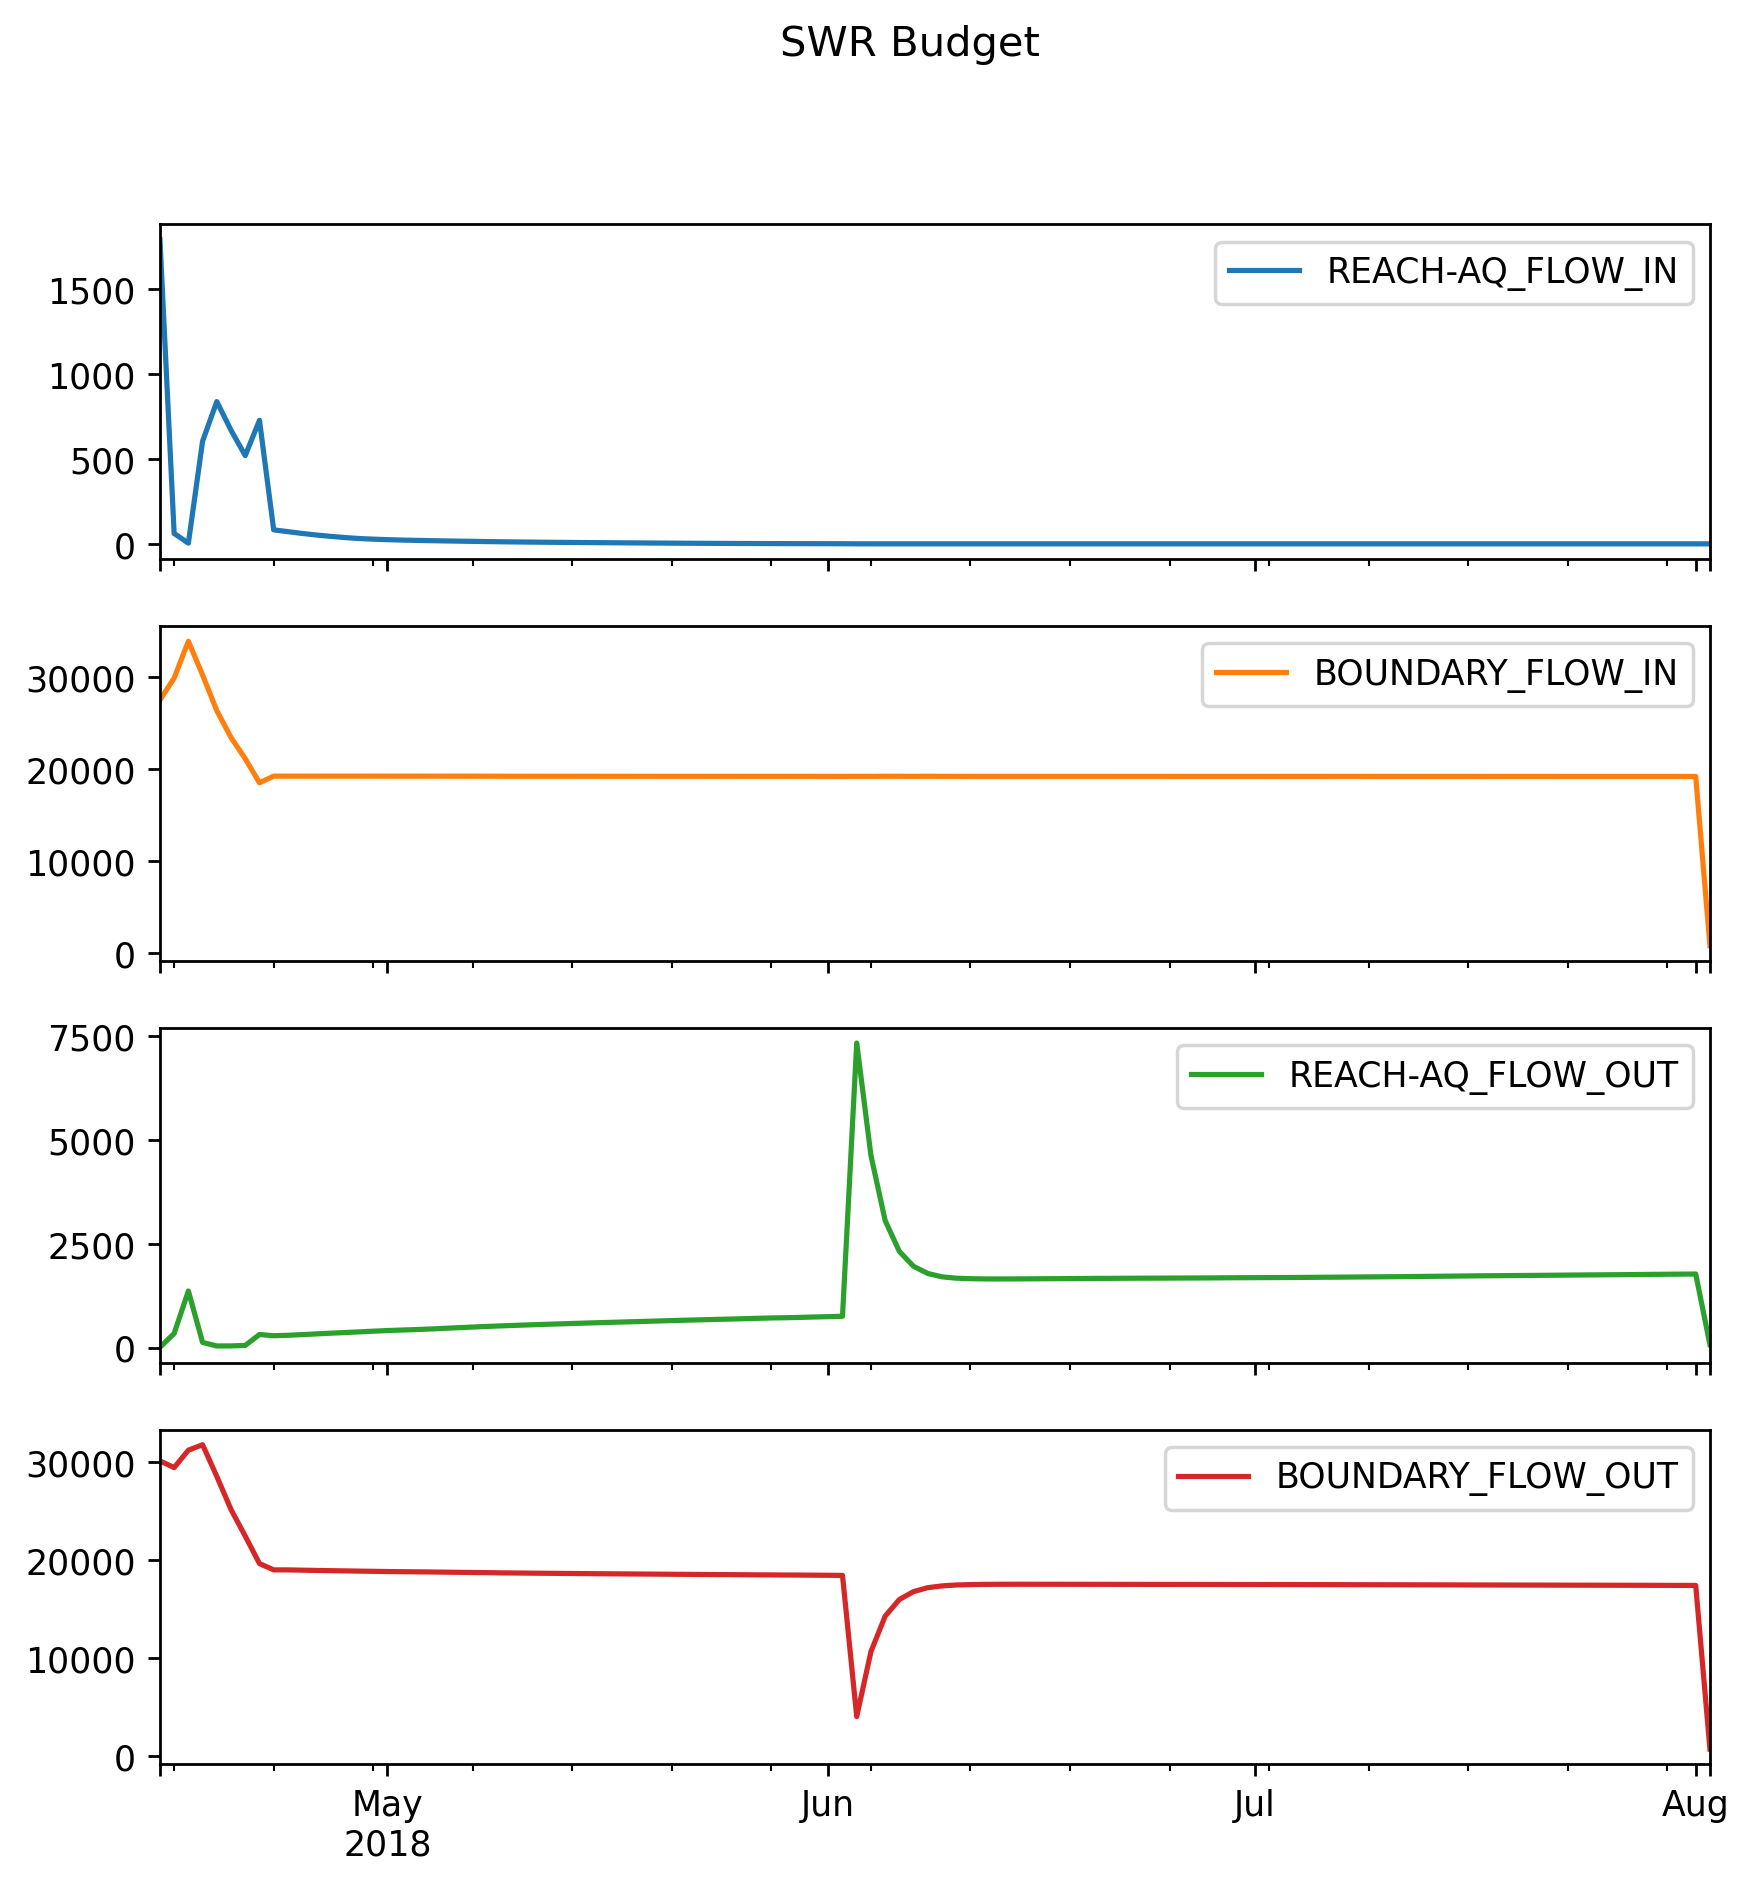 SWR Budget
REACH-AQ_FLOW_IN
1500
1000
500
0
BOUNDARY_FLOW_IN
30000
20000
10000
0
REACH-AQ_FLOW_OUT
7500
5000
2500
0
BOUNDARY_FLOW_OUT
30000
20000
10000
0
May Jun Jul Aug
2018